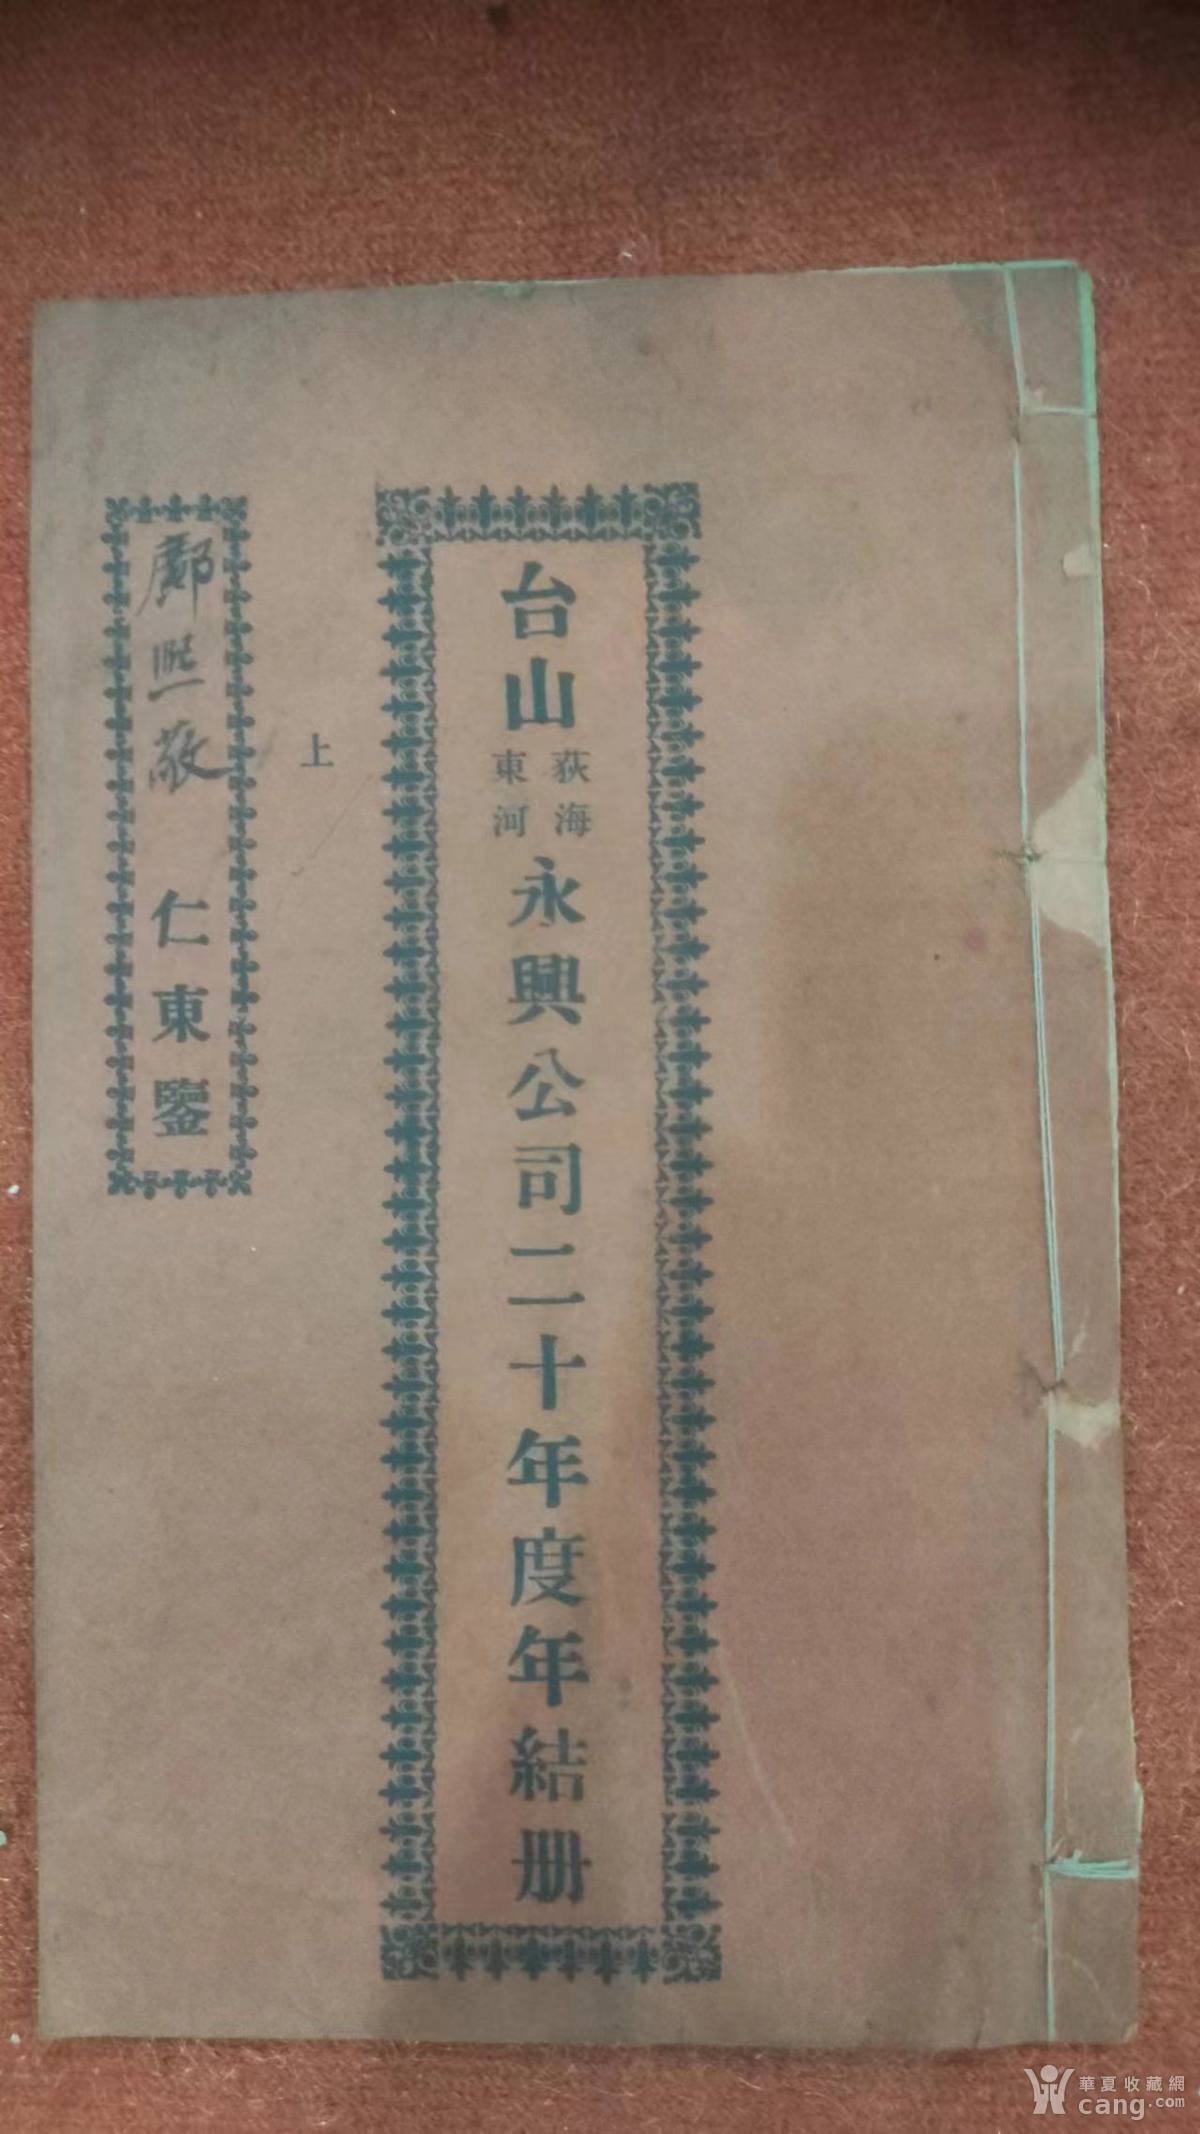 台山荻海東河永興公司二十年度年結册
上
鄺熙敬仁東鑒
華夏收藏網
cang.com